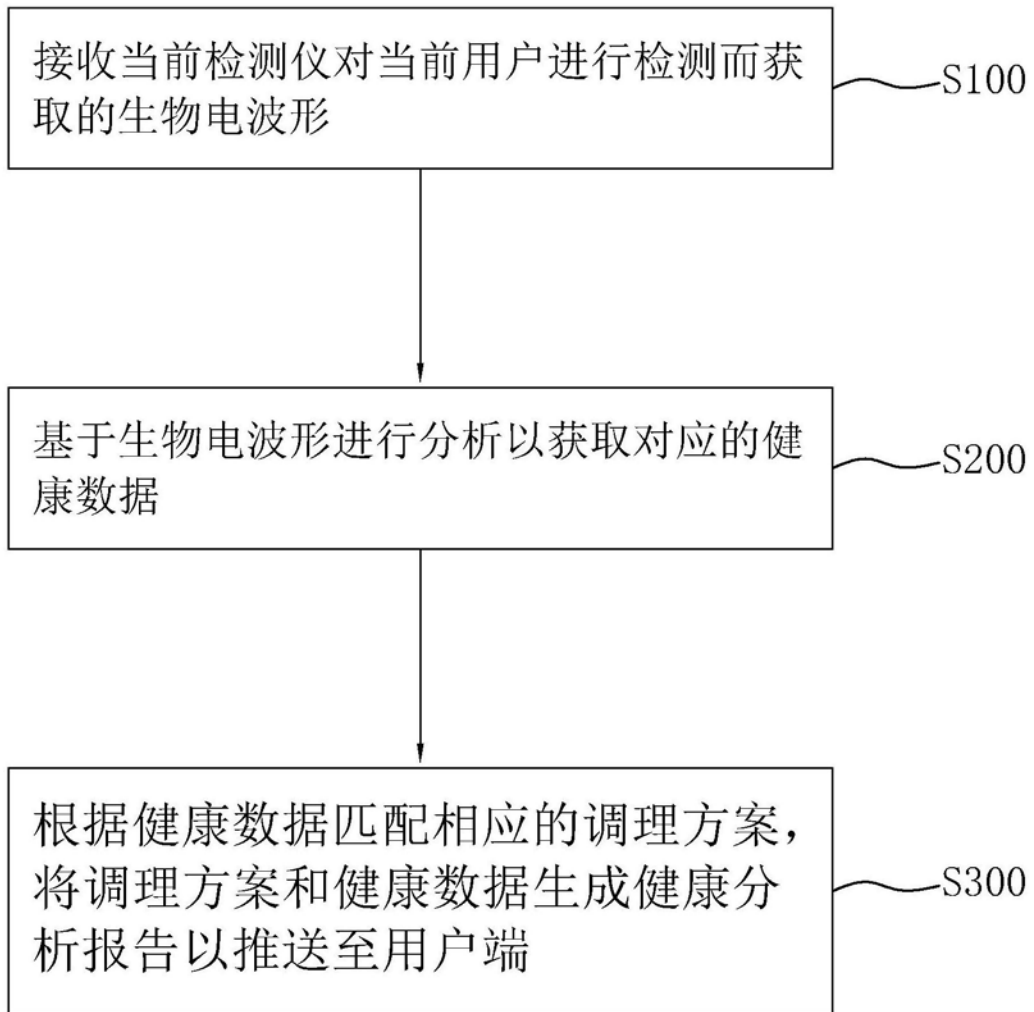 接收当前检测仪对当前用户进行检测而获
取的生物电波形
S100
基于生物电波形进行分析以获取对应的健
康数据
S200
根据健康数据匹配相应的调理方案，
将调理方案和健康数据生成健康分
析报告以推送至用户端
S300